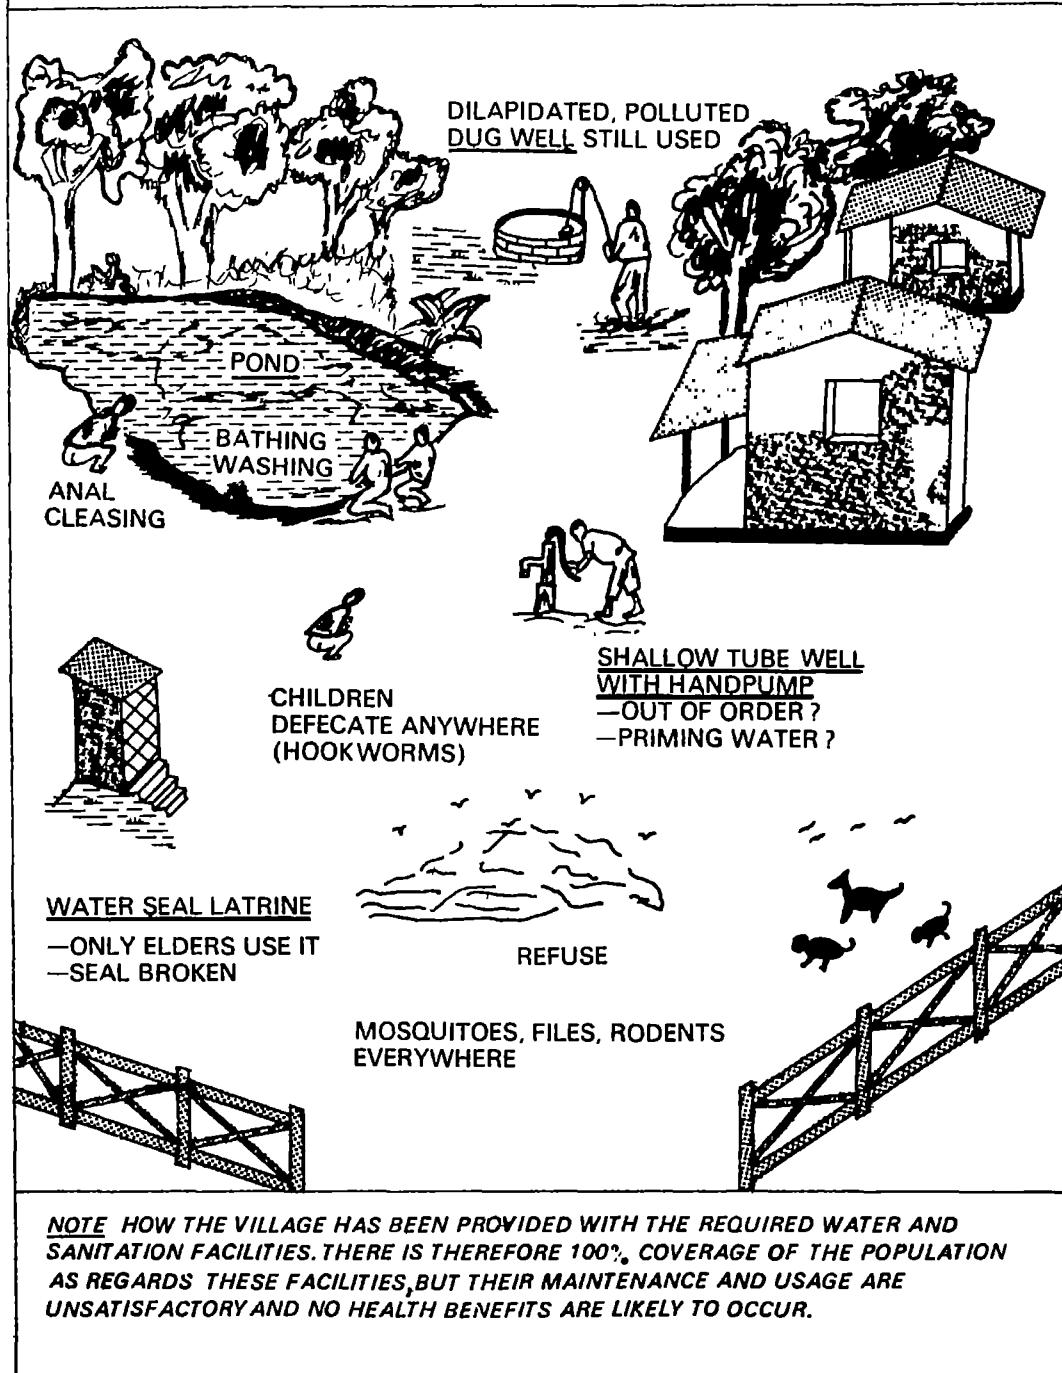 DILAPIDATED, POLLUTED
DUG WELL STILL USED
POND
BATHING
WASHING
ANAL
CLEASING
SHALLOW TUBE WELL
WITH HANDPUMP
—OUT OF ORDER?
—PRIMING WATER?
CHILDREN
DEFECATE ANYWHERE
(HOOKWORMS)
WATER SEAL LATRINE
—ONLY ELDERS USE IT
—SEAL BROKEN
REFUSE
MOSQUITOES, FILES, RODENTS
EVERYWHERE
NOTE HOW THE VILLAGE HAS BEEN PROVIDED WITH THE REQUIRED WATER AND
SANITATION FACILITIES. THERE IS THEREFORE 100% COVERAGE OF THE POPULATION
AS REGARDS THESE FACILITIES, BUT THEIR MAINTENANCE AND USAGE ARE
UNSATISFACTORY AND NO HEALTH BENEFITS ARE LIKELY TO OCCUR.